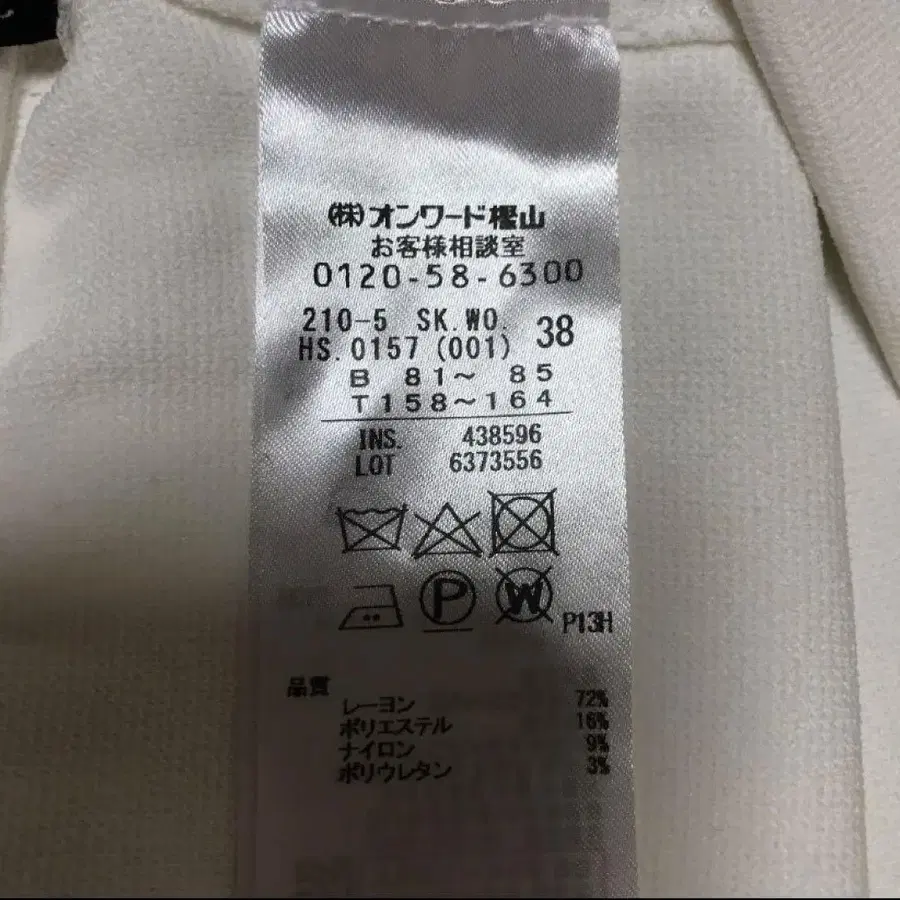 (株)オンワード樫山
お客様相談室
0120-58-6300
210-5 SK.WO. 38
HS.0157 (001)
B 81～ 85
T158～164
INS. 438596
LOT 6373556
P
W
P13H
品質
レーヨン 72%
ポリエステル 16%
ナイロン 9%
ポリウレタン 3%